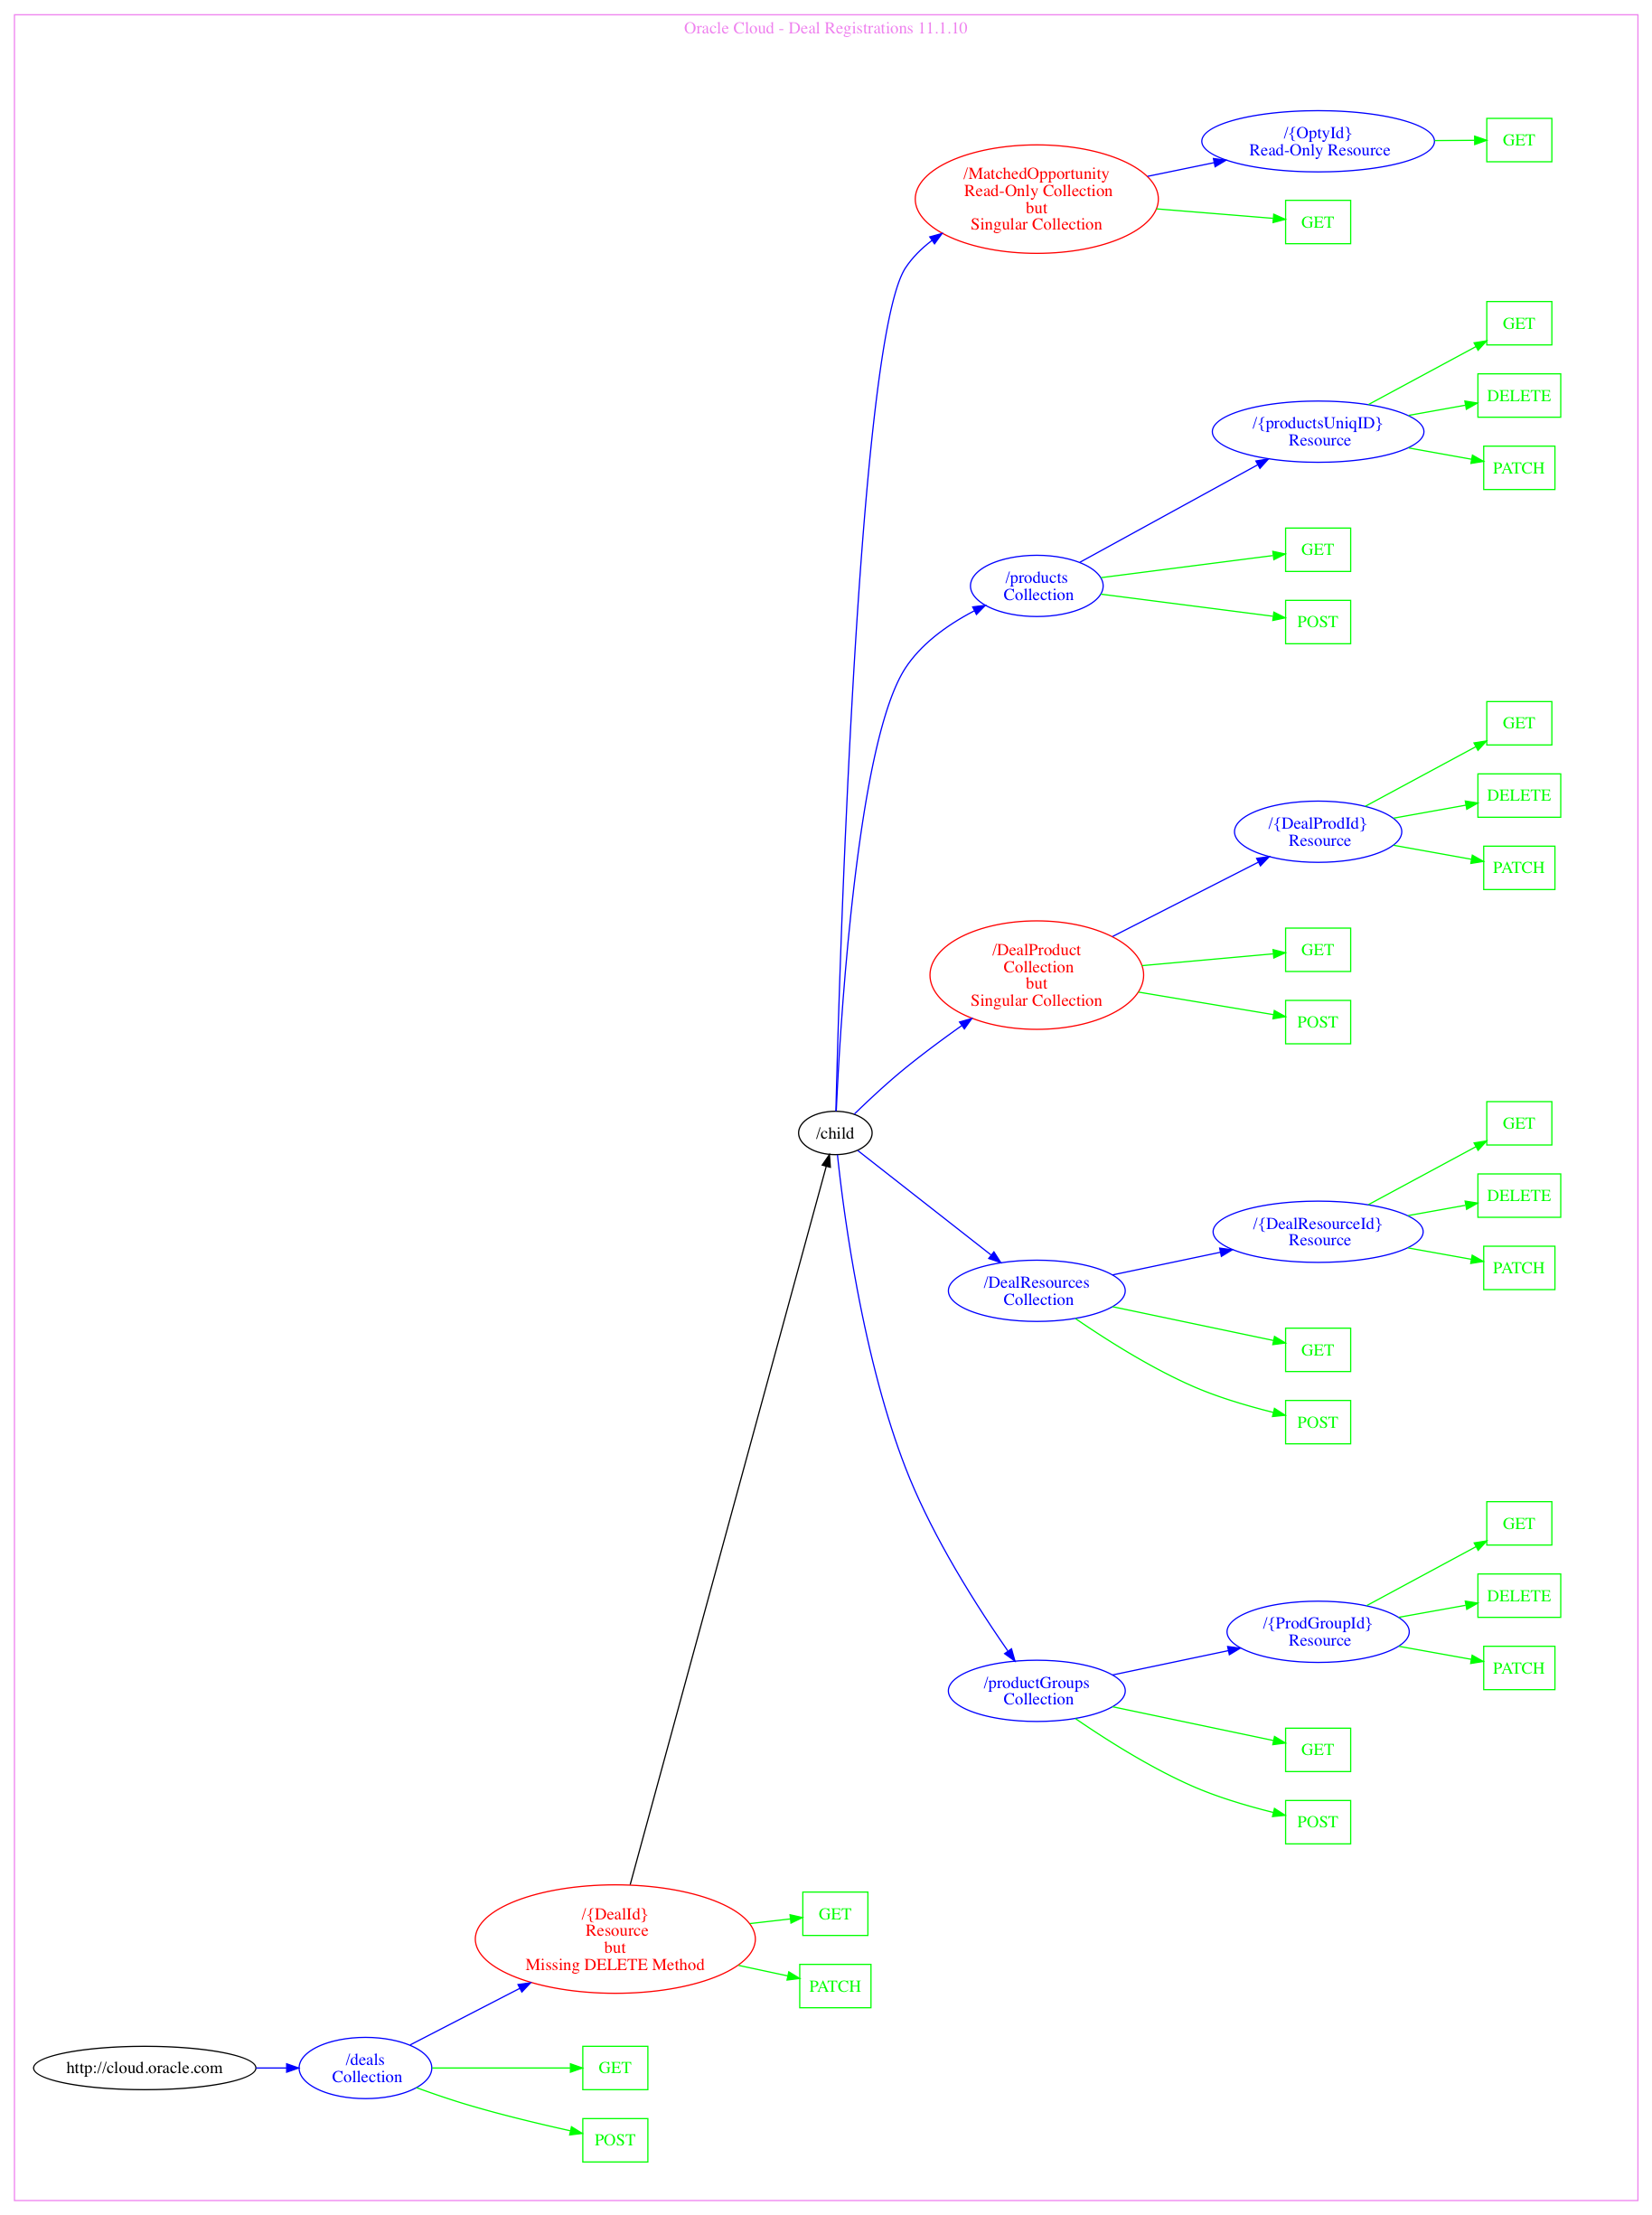 Oracle Cloud - Deal Registrations 11.1.10
/{OptyId}
Read-Only Resource
GET
/MatchedOpportunity
Read-Only Collection
but
Singular Collection
GET
GET
DELETE
PATCH
/{productsUniqID}
Resource
/products
Collection
GET
POST
GET
DELETE
PATCH
/{DealProdId}
Resource
/DealProduct
Collection
but
Singular Collection
GET
POST
/child
GET
DELETE
PATCH
/{DealResourceId}
Resource
/DealResources
Collection
GET
POST
GET
DELETE
PATCH
/{ProdGroupId}
Resource
/productGroups
Collection
GET
POST
/{DealId}
Resource
but
Missing DELETE Method
GET
PATCH
http://cloud.oracle.com
/deals
Collection
GET
POST